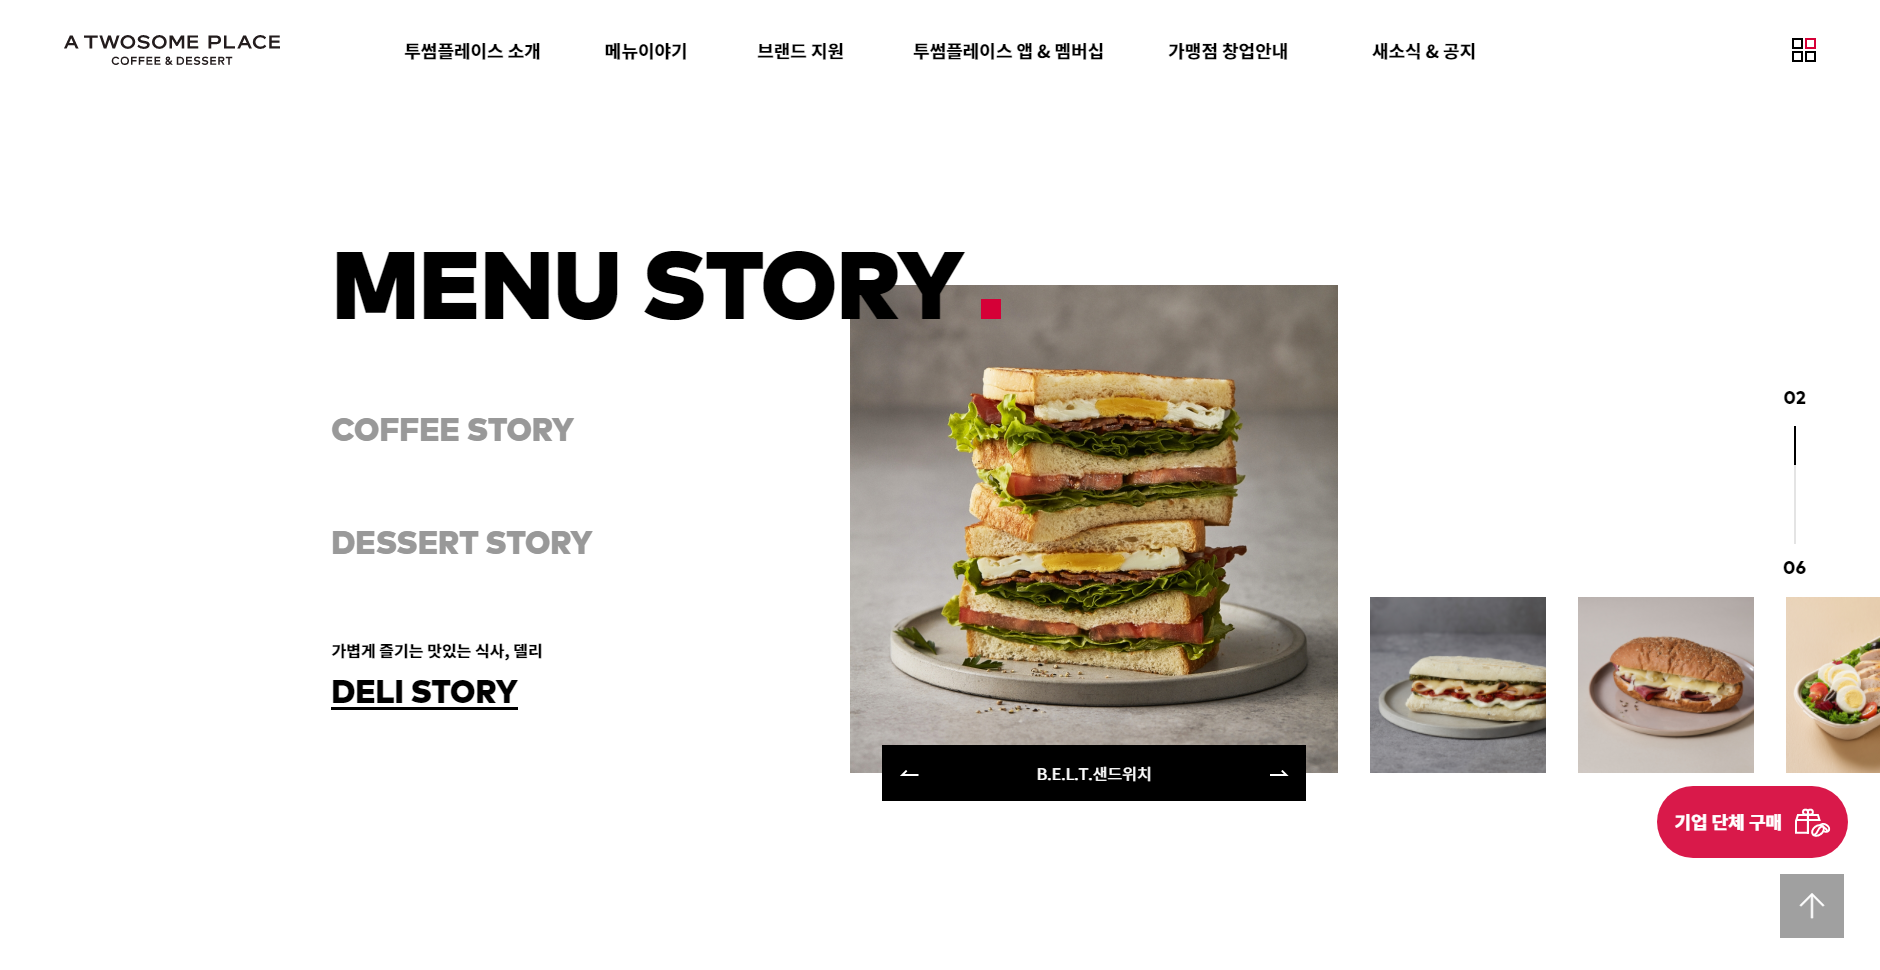 A TWOSOME PLACE
COFFEE & DESSERT
투썸플레이스 소개
메뉴이야기
브랜드 지원
투썸플레이스 앱 & 멤버십
가맹점 창업안내
새소식 & 공지
MENU STORY.
COFFEE STORY
DESSERT STORY
가볍게 즐기는 맛있는 식사, 델리
DELI STORY
B.E.L.T.샌드위치
02
06
기업 단체 구매